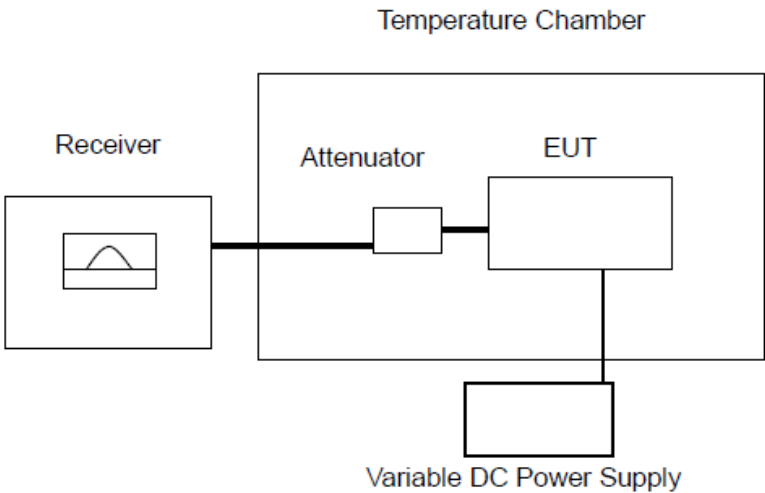 Temperature Chamber
Receiver
Attenuator
EUT
Variable DC Power Supply